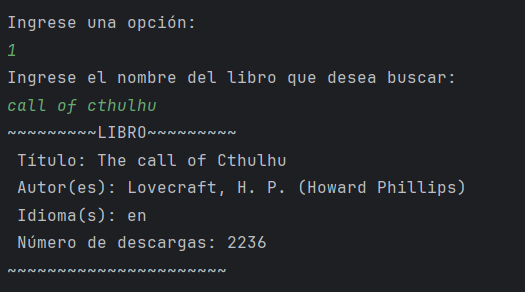 Ingrese una opción:
1
Ingrese el nombre del libro que desea buscar:
call of cthulhu
~~~~~~~~~LIBRO~~~~~~~~~
Título: The call of Cthulhu
Autor(es): Lovecraft, H. P. (Howard Phillips)
Idioma(s): en
Número de descargas: 2236
~~~~~~~~~~~~~~~~~~~~~~